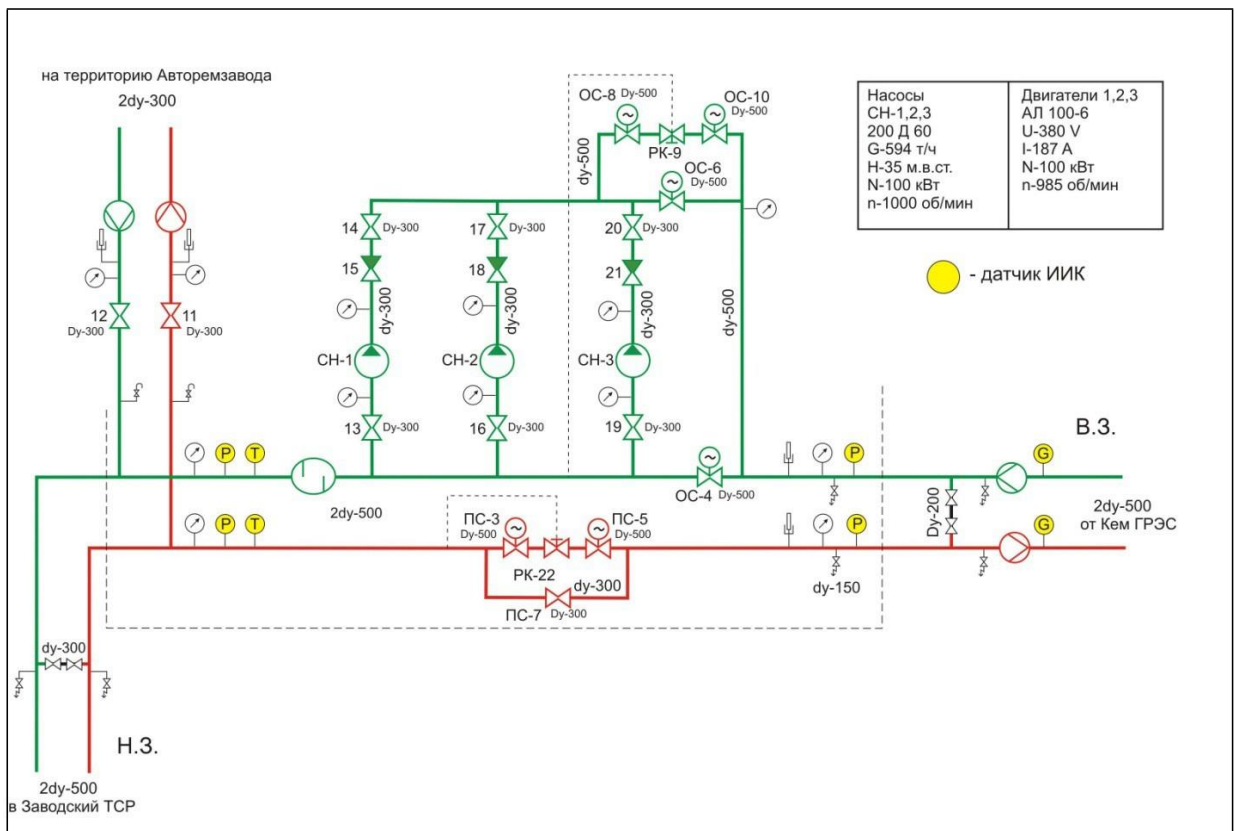 на территорию Авторемзавода
2dy-300
ОС-8 Dy-500
ОС-10
Dy-500
РК-9
dy-500
ОС-6
Dy-500
Насосы
СН-1,2,3
200 Д 60
G-594 т/ч
Н-35 м.в.ст.
N-100 кВт
n-1000 об/мин
Двигатели 1,2,3
АЛ 100-6
U-380 V
I-187 А
N-100 кВт
n-985 об/мин
- датчик ИИК
14 Dy-300
17 Dy-300
20 Dy-300
15
18
21
dy-300
dy-300
dy-300
dy-500
12
Dy-300
11
Dy-300
СН-1
СН-2
СН-3
13 Dy-300
16 Dy-300
19 Dy-300
В.З.
P
T
P
G
ОС-4 Dy-500
2dy-500
Dy-200
2dy-500
от Кем ГРЭС
P
T
ПС-3
Dy-500
ПС-5
Dy-500
P
G
РК-22
dy-300
ПС-7 Dy-300
dy-150
dy-300
Н.З.
2dy-500
в Заводский ТСР